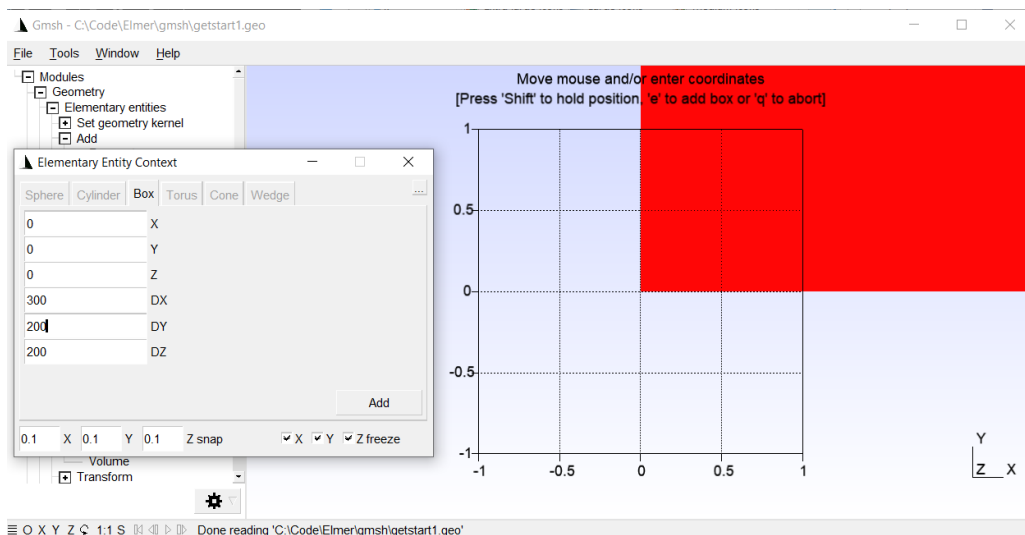 Gmsh - C:\Code\Elmer\gmsh\getstart1.geo
File Tools Window Help
Modules
Geometry
Elementary entities
Set geometry kernel
Add
Elementary Entity Context
Sphere Cylinder Box Torus Cone Wedge ...
0 X
0 Y
0 Z
300 DX
200 DY
200 DZ
Add
0.1 X 0.1 Y 0.1 Z snap X Y Z freeze
Volume
Transform
Move mouse and/or enter coordinates
[Press 'Shift' to hold position, 'e' to add box or 'q' to abort]
1
0.5
0
-0.5
-1
-1 -0.5 0 0.5 1
Y
Z X
O X Y Z 1:1 S Done reading 'C:\Code\Elmer\gmsh\getstart1.geo'